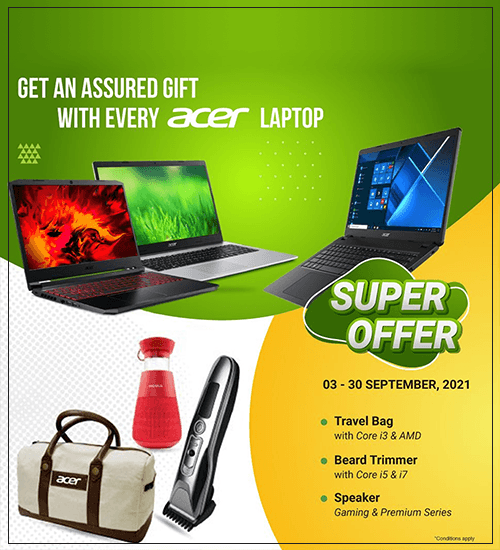 GET AN ASSURED GIFT
WITH EVERY acer LAPTOP
SUPER
OFFER
03 - 30 SEPTEMBER, 2021
Travel Bag
with Core i3 & AMD
Beard Trimmer
with Core i5 & i7
Speaker
Gaming & Premium Series
acer
*Conditions apply